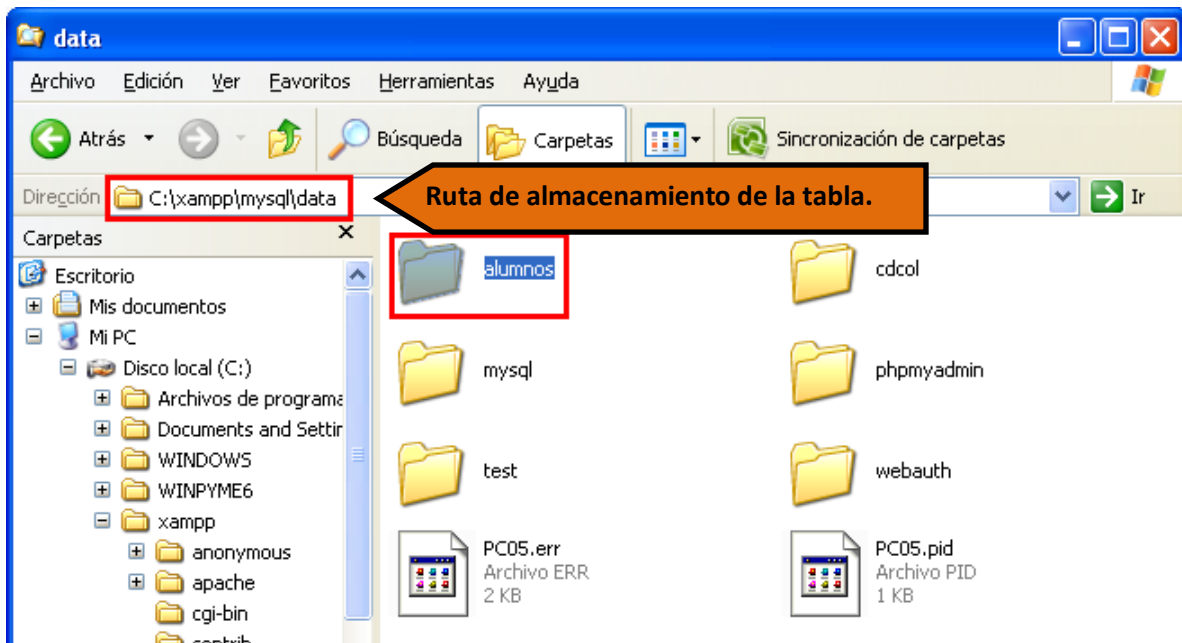 data
Archivo Edición Ver Favoritos Herramientas Ayuda
Atrás Búsqueda Carpetas Sincronización de carpetas
Dirección C:\xampp\mysql\data Ruta de almacenamiento de la tabla. Ir
Carpetas x
Escritorio
Mis documentos
Mi PC
Disco local (C:)
Archivos de programa
Documents and Settin
WINDOWS
WINPYME6
xampp
anonymous
apache
cgi-bin
contrib
alumnos cdcol
mysql phpmyadmin
test webauth
PC05.err
Archivo ERR
2 KB
PC05.pid
Archivo PID
1 KB